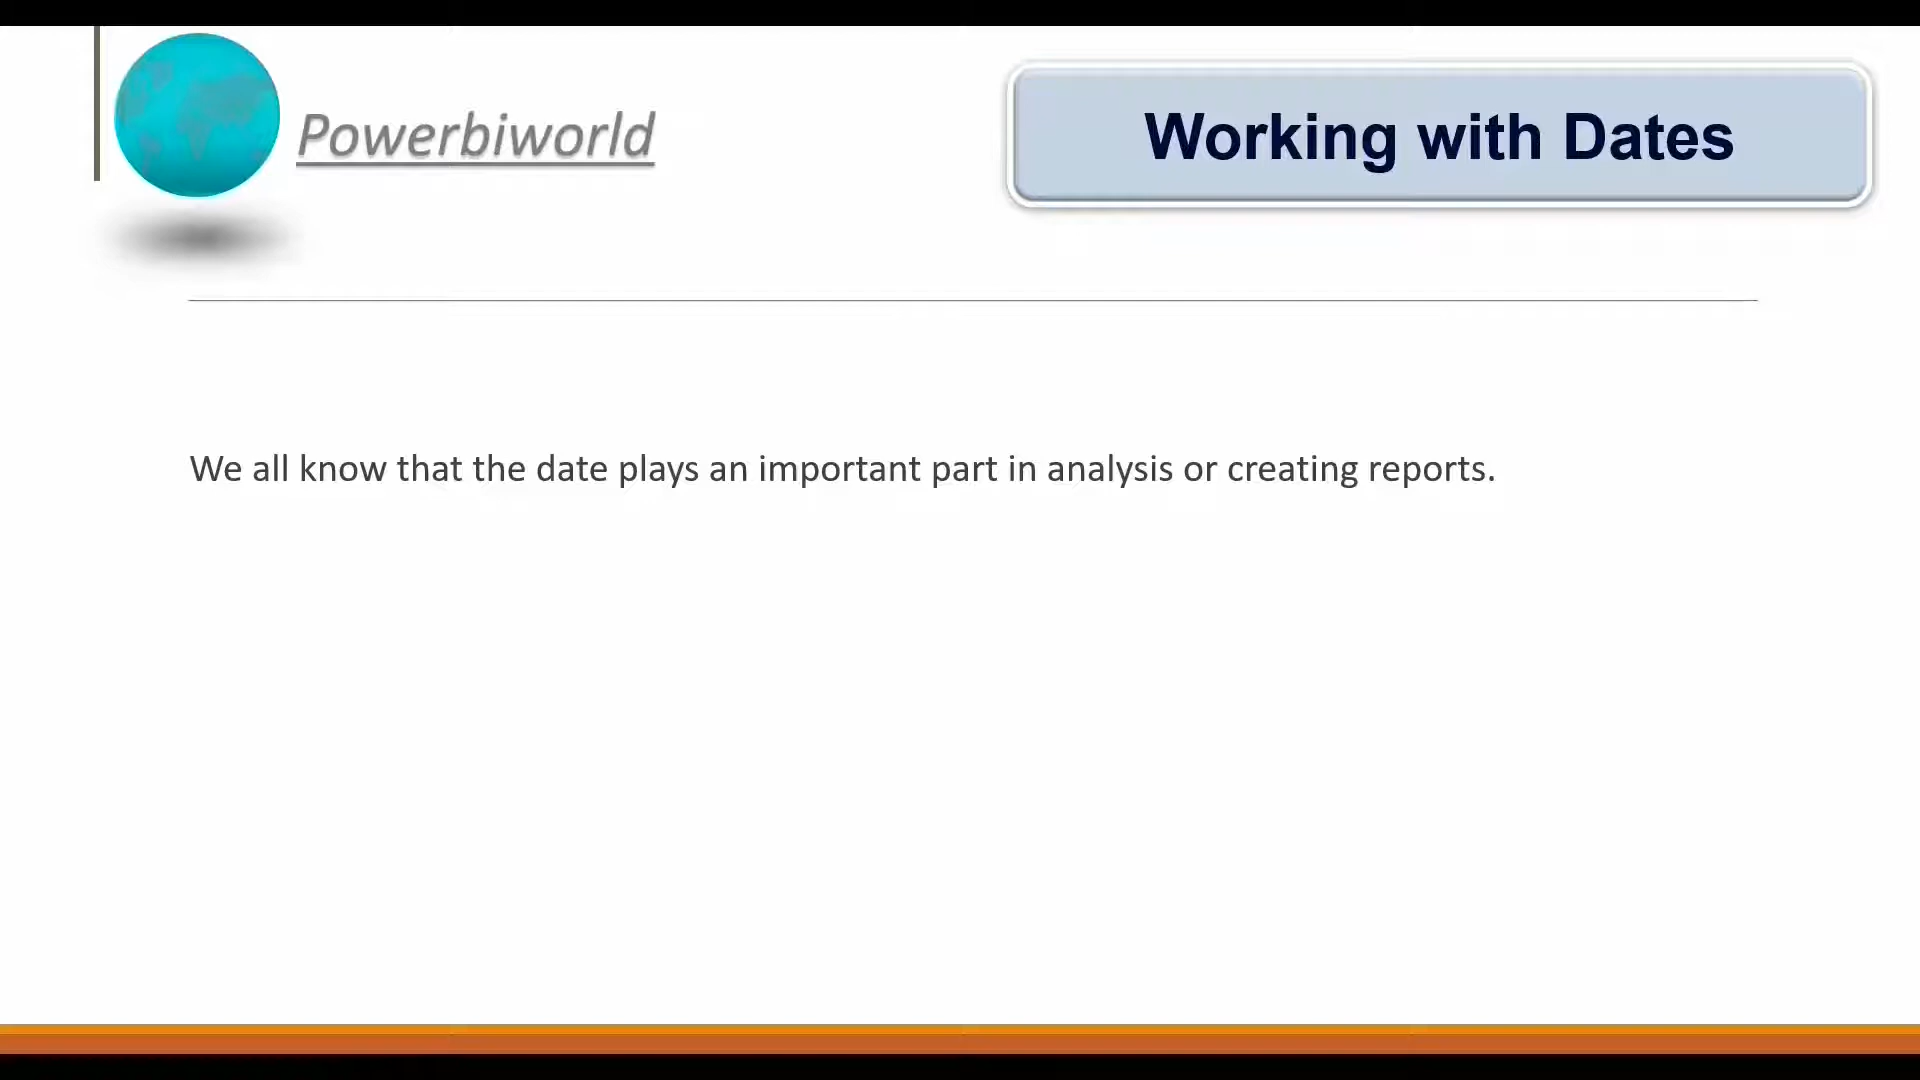 Powerbiworld
Working with Dates
We all know that the date plays an important part in analysis or creating reports.